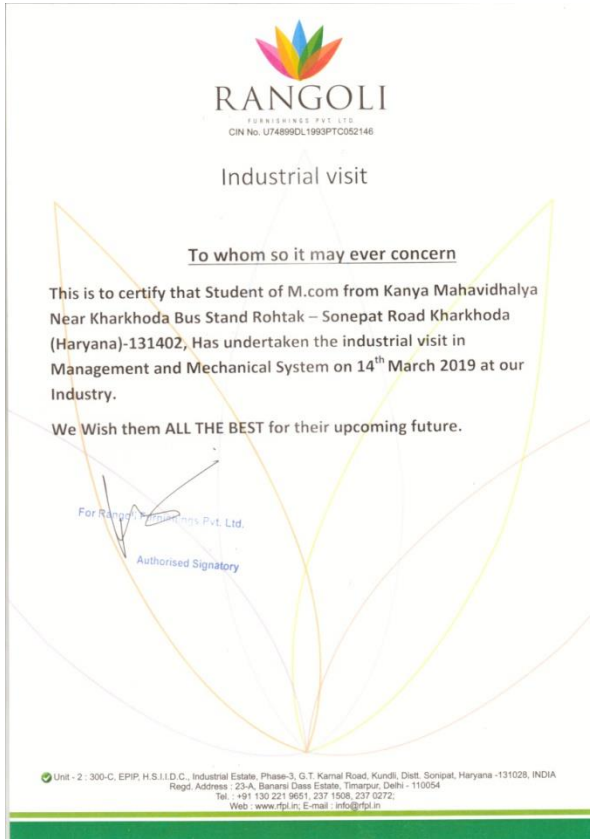 RANGOLI
FURNISHINGS PVT. LTD.
CIN No. U74899DL1993PTC052146
Industrial visit
To whom so it may ever concern
This is to certify that Student of M.com from Kanya Mahavidhalya
Near Kharkhoda Bus Stand Rohtak – Sonepat Road Kharkhoda
(Haryana)-131402, Has undertaken the industrial visit in
Management and Mechanical System on 14th March 2019 at our
Industry.
We Wish them ALL THE BEST for their upcoming future.
For Rangoli Furnishings Pvt. Ltd.
Authorised Signatory
Unit - 2 : 300-C, EPIP, H.S.I.I.D.C., Industrial Estate, Phase-3, G.T. Karnal Road, Kundli, Distt. Sonipat, Haryana -131028, INDIA
Regd. Address : 23-A, Banarsi Dass Estate, Timarpur, Delhi - 110054
Tel. : +91 130 221 9651, 237 1508, 237 0272;
Web : www.rfpl.in; E-mail : info@rfpl.in